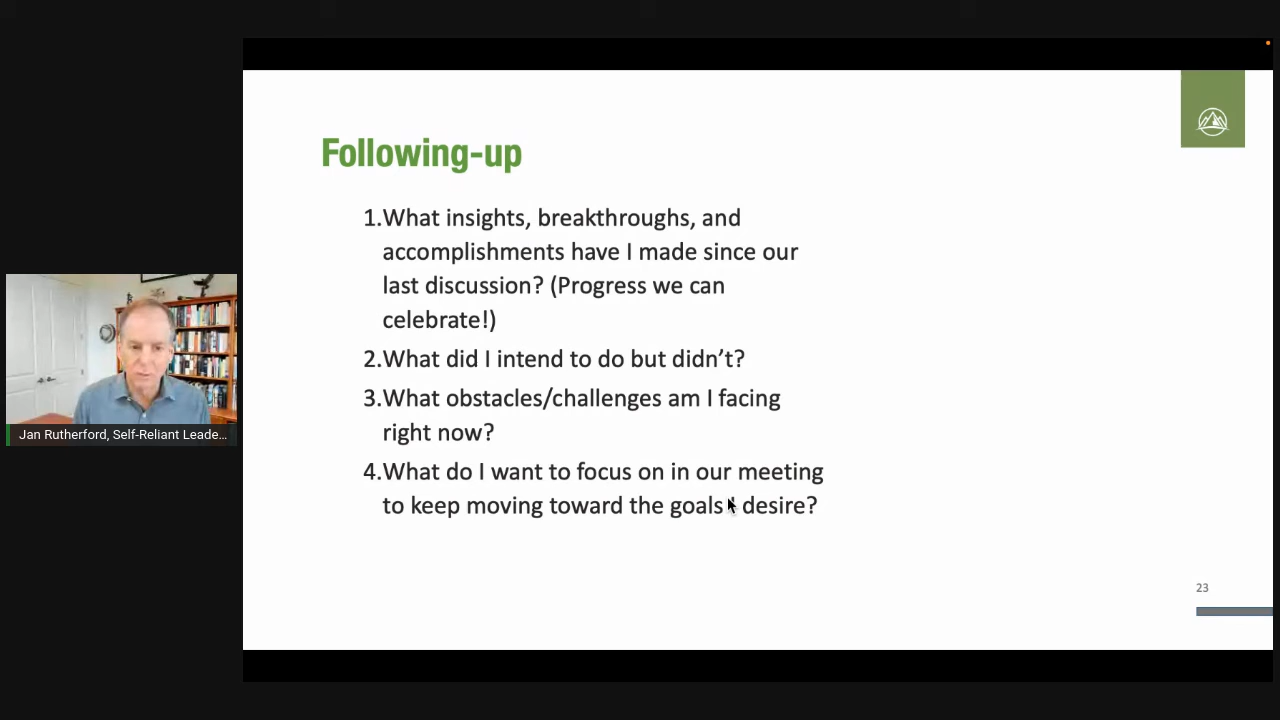 Following-up
1.What insights, breakthroughs, and
accomplishments have I made since our
last discussion? (Progress we can
celebrate!)
2.What did I intend to do but didn’t?
3.What obstacles/challenges am I facing
right now?
4.What do I want to focus on in our meeting
to keep moving toward the goals I desire?
23
Jan Rutherford, Self-Reliant Leade...